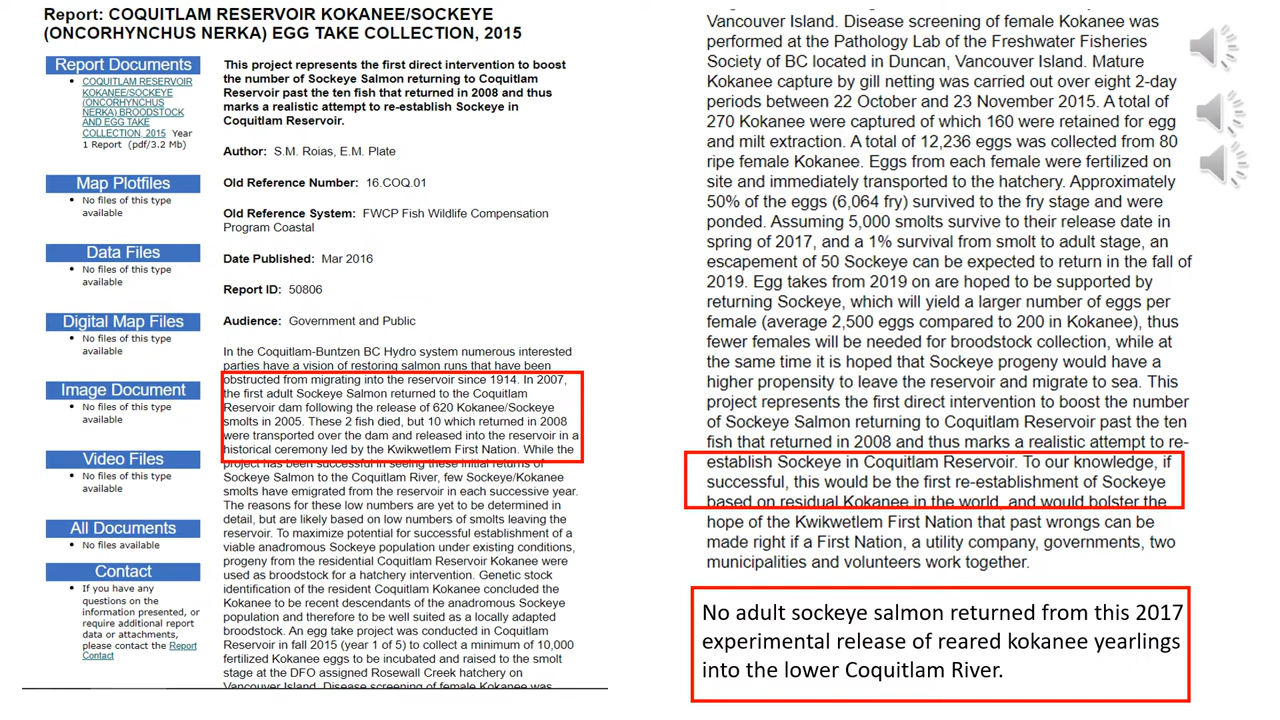 Report: COQUITLAM RESERVOIR KOKANEE/SOCKEYE
(ONCORHYNCHUS NERKA) EGG TAKE COLLECTION, 2015
Report Documents
• COQUITLAM RESERVOIR
KOKANEE/SOCKEYE
(ONCORHYNCHUS
NERKA) BROODSTOCK
AND EGG TAKE
COLLECTION, 2015 Year
1 Report (pdf/3.2 Mb)
Map Plotfiles
• No files of this type
available
Data Files
• No files of this type
available
Digital Map Files
• No files of this type
available
Image Document
• No files of this type
available
Video Files
• No files of this type
available
All Documents
• No files available
Contact
• If you have any
questions on the
information presented, or
require additional report
data or attachments,
please contact the Report
Contact
This project represents the first direct intervention to boost
the number of Sockeye Salmon returning to Coquitlam
Reservoir past the ten fish that returned in 2008 and thus
marks a realistic attempt to re-establish Sockeye in
Coquitlam Reservoir.
Author: S.M. Roias, E.M. Plate
Old Reference Number: 16.COQ.01
Old Reference System: FWCP Fish Wildlife Compensation
Program Coastal
Date Published: Mar 2016
Report ID: 50806
Audience: Government and Public
In the Coquitlam-Buntzen BC Hydro system numerous interested
parties have a vision of restoring salmon runs that have been
obstructed from migrating into the reservoir since 1914. In 2007,
the first adult Sockeye Salmon returned to the Coquitlam
Reservoir dam following the release of 620 Kokanee/Sockeye
smolts in 2005. These 2 fish died, but 10 which returned in 2008
were transported over the dam and released into the reservoir in a
historical ceremony led by the Kwikwetlem First Nation. While the
project has been successful in seeing these initial returns of
Sockeye Salmon to the Coquitlam River, few Sockeye/Kokanee
smolts have emigrated from the reservoir in each successive year.
The reasons for these low numbers are yet to be determined in
detail, but are likely based on low numbers of smolts leaving the
reservoir. To maximize potential for successful establishment of a
viable anadromous Sockeye population under existing conditions,
progeny from the residential Coquitlam Reservoir Kokanee were
used as broodstock for a hatchery intervention. Genetic stock
identification of the resident Coquitlam Kokanee concluded the
Kokanee to be recent descendants of the anadromous Sockeye
population and therefore to be well suited as a locally adapted
broodstock. An egg take project was conducted in Coquitlam
Reservoir in fall 2015 (year 1 of 5) to collect a minimum of 10,000
fertilized Kokanee eggs to be incubated and raised to the smolt
stage at the DFO assigned Rosewall Creek hatchery on
Vancouver Island. Disease screening of female Kokanee was
Vancouver Island. Disease screening of female Kokanee was
performed at the Pathology Lab of the Freshwater Fisheries
Society of BC located in Duncan, Vancouver Island. Mature
Kokanee capture by gill netting was carried out over eight 2-day
periods between 22 October and 23 November 2015. A total of
270 Kokanee were captured of which 160 were retained for egg
and milt extraction. A total of 12,236 eggs was collected from 80
ripe female Kokanee. Eggs from each female were fertilized on
site and immediately transported to the hatchery. Approximately
50% of the eggs (6,064 fry) survived to the fry stage and were
ponded. Assuming 5,000 smolts survive to their release date in
spring of 2017, and a 1% survival from smolt to adult stage, an
escapement of 50 Sockeye can be expected to return in the fall of
2019. Egg takes from 2019 on are hoped to be supported by
returning Sockeye, which will yield a larger number of eggs per
female (average 2,500 eggs compared to 200 in Kokanee), thus
fewer females will be needed for broodstock collection, while at
the same time it is hoped that Sockeye progeny would have a
higher propensity to leave the reservoir and migrate to sea. This
project represents the first direct intervention to boost the number
of Sockeye Salmon returning to Coquitlam Reservoir past the ten
fish that returned in 2008 and thus marks a realistic attempt to re-
establish Sockeye in Coquitlam Reservoir. To our knowledge, if
successful, this would be the first re-establishment of Sockeye
based on residual Kokanee in the world, and would bolster the
hope of the Kwikwetlem First Nation that past wrongs can be
made right if a First Nation, a utility company, governments, two
municipalities and volunteers work together.
No adult sockeye salmon returned from this 2017
experimental release of reared kokanee yearlings
into the lower Coquitlam River.